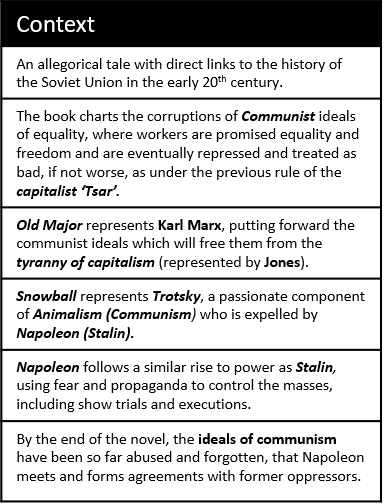 Context
An allegorical tale with direct links to the history of
the Soviet Union in the early 20th century.
The book charts the corruptions of Communist ideals
of equality, where workers are promised equality and
freedom and are eventually repressed and treated as
bad, if not worse, as under the previous rule of the
capitalist ‘Tsar’.
Old Major represents Karl Marx, putting forward the
communist ideals which will free them from the
tyranny of capitalism (represented by Jones).
Snowball represents Trotsky, a passionate component
of Animalism (Communism) who is expelled by
Napoleon (Stalin).
Napoleon follows a similar rise to power as Stalin,
using fear and propaganda to control the masses,
including show trials and executions.
By the end of the novel, the ideals of communism
have been so far abused and forgotten, that Napoleon
meets and forms agreements with former oppressors.